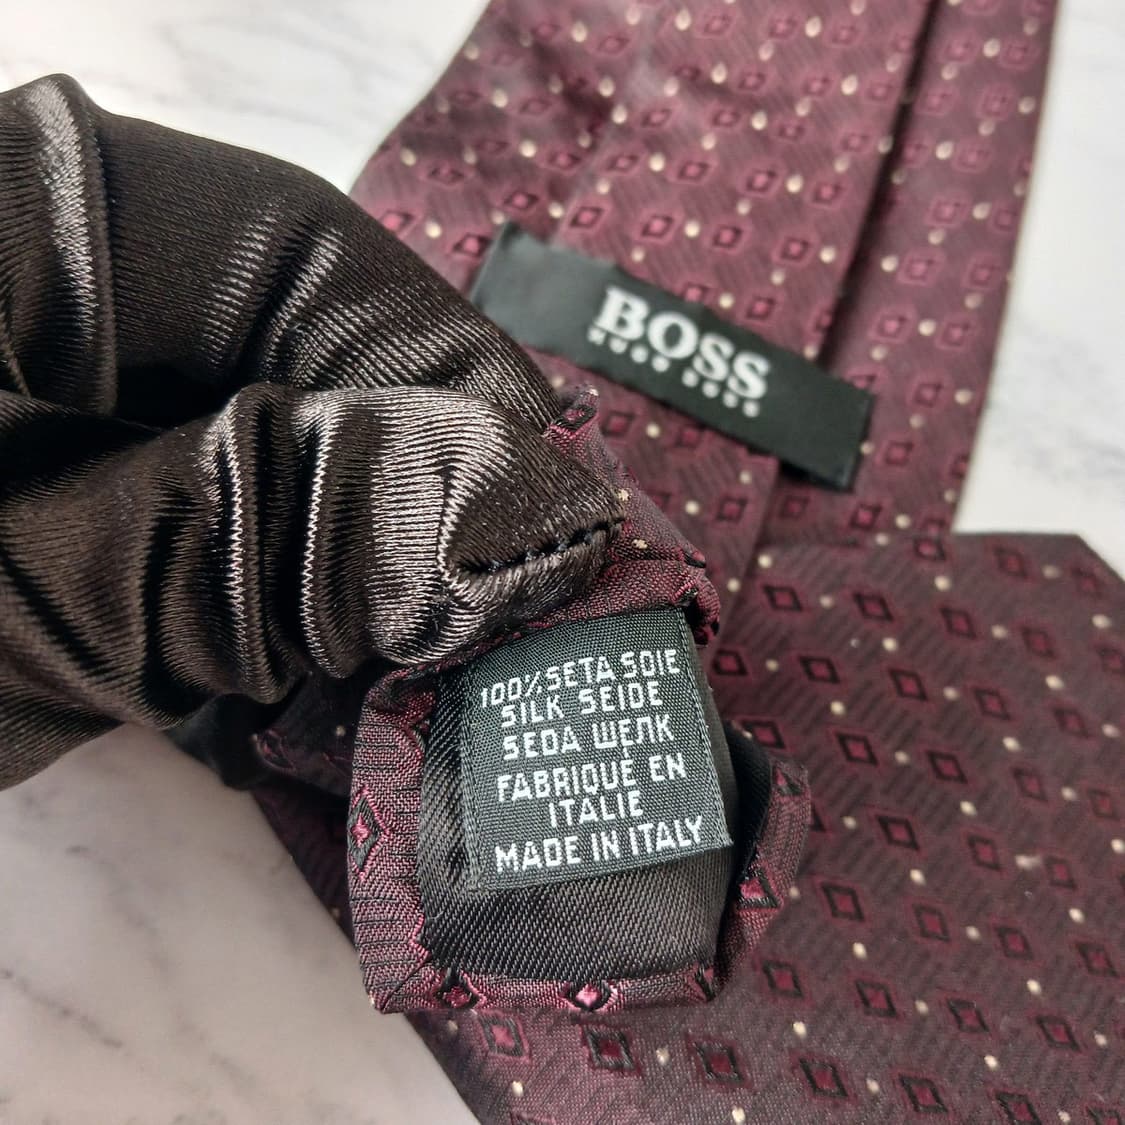 BOSS
HUGO BOSS
100% SETA SOIE
SILK SEIDE
SEDA ШЕЛК
FABRIQUE EN
ITALIE
MADE IN ITALY